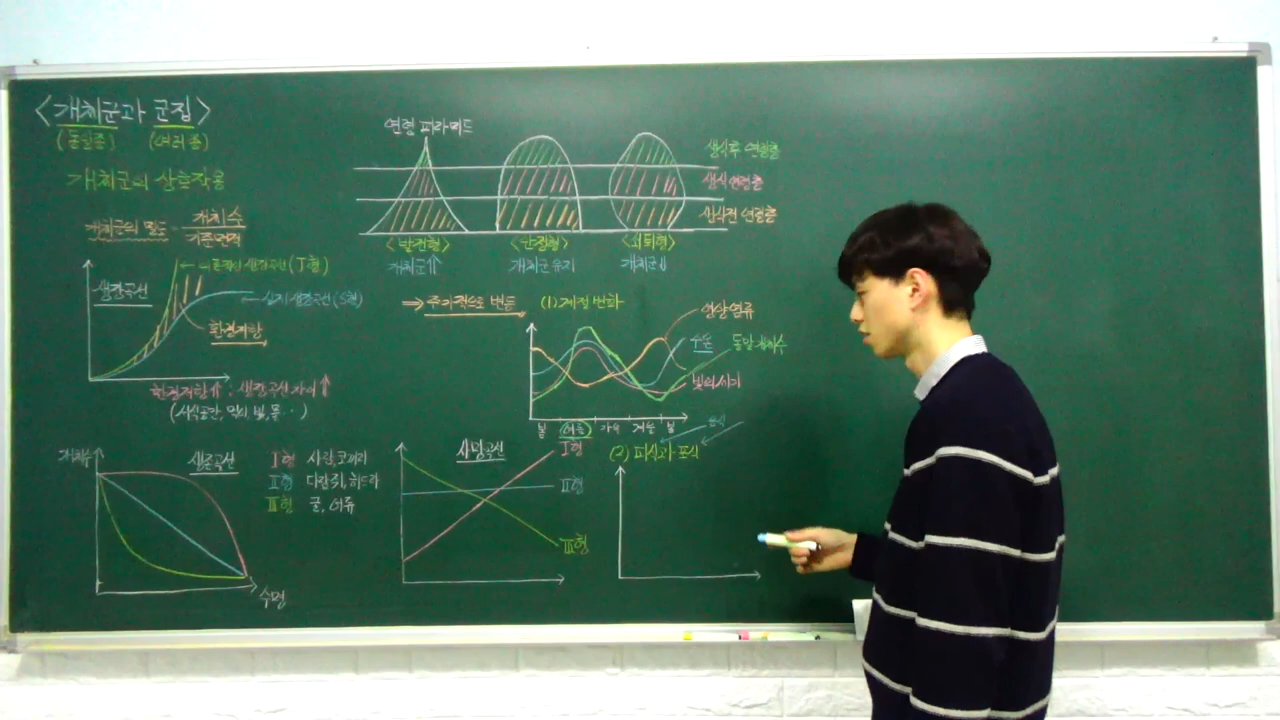 <개체군과 군집>
(동일종) (여러종)
개체군의 상호작용
개체군의 밀도 = 개체수
기준면적
생장곡선
이론적인 생장곡선 (J형)
실제 생장곡선 (S형)
환경저항
환경저항↑ : 생장곡선 차이↑
(서식공간, 먹이, 빛, 물…)
개체수
생존곡선
I형 사람, 코끼리
II형 다람쥐, 히드라
III형 굴, 어류
수명
연령 피라미드
생식후 연령층
생식 연령층
생식전 연령층
<발전형> <안정형> <쇠퇴형>
개체군↑ 개체군 유지 개체군↓
⇒ 주기적으로 변동
(1) 계절 변화
영양염류
수온
돌말 개체수
빛의 세기
봄 여름 가을 겨울 봄
사망곡선
I형
II형
III형
(2) 피식과 포식